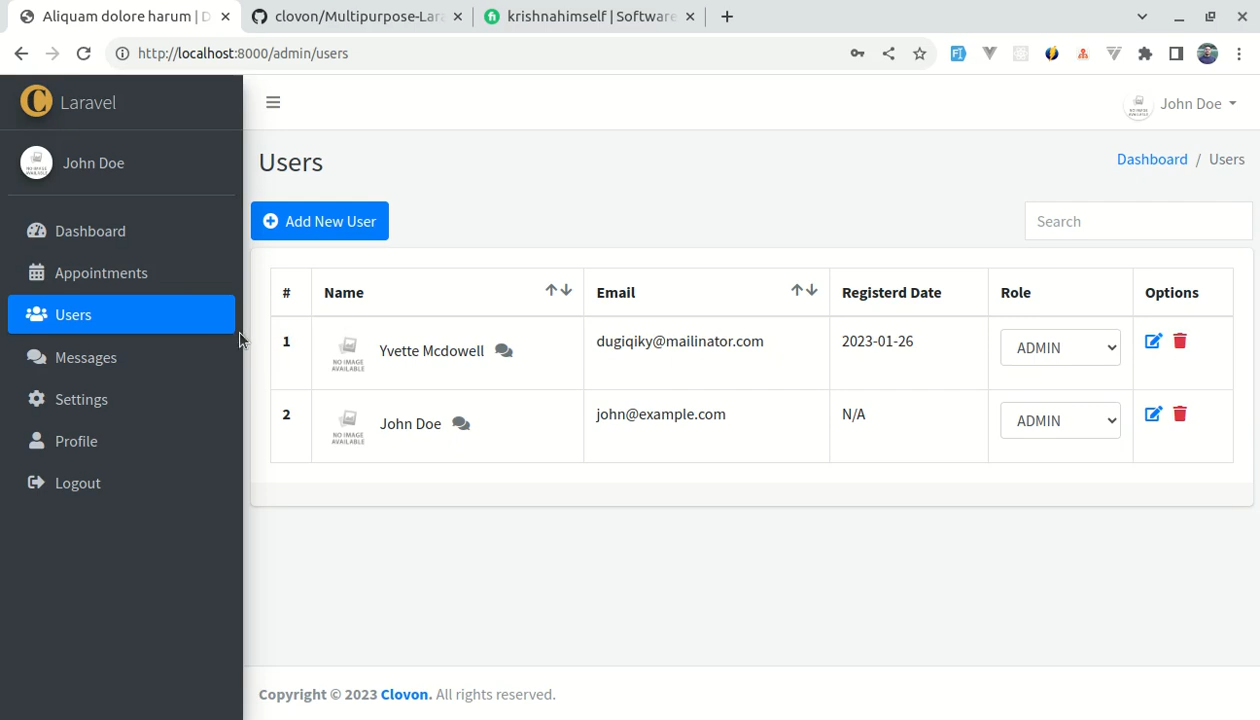 Aliquam dolore harum | D
clovon/Multipurpose-Lara
krishnahimself | Software
http://localhost:8000/admin/users
Laravel
John Doe
John Doe
Dashboard
Appointments
Users
Messages
Settings
Profile
Logout
Users
Dashboard / Users
Add New User
Search
# Name Email Registerd Date Role Options
1 NO IMAGE AVAILABLE Yvette Mcdowell dugiqiky@mailinator.com 2023-01-26 ADMIN
2 NO IMAGE AVAILABLE John Doe john@example.com N/A ADMIN
Copyright © 2023 Clovon. All rights reserved.